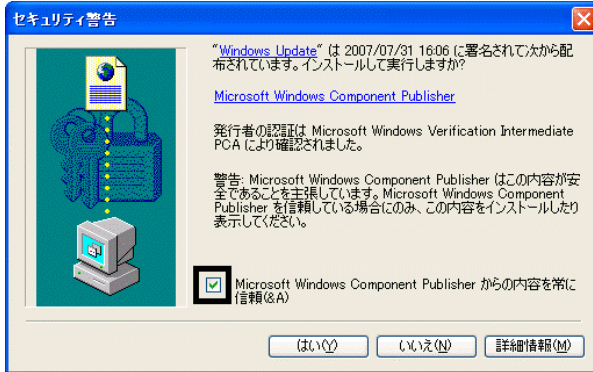 セキュリティ警告
"Windows Update" は 2007/07/31 16:06 に署名されて次から配
布されています。インストールして実行しますか?
Microsoft Windows Component Publisher
発行者の認証は Microsoft Windows Verification Intermediate
PCA により確認されました。
警告: Microsoft Windows Component Publisher はこの内容が安
全であることを主張しています。Microsoft Windows Component
Publisher を信頼している場合にのみ、この内容をインストールしたり
表示してください。
Microsoft Windows Component Publisher からの内容を常に
信頼(&A)
はい(Y)
いいえ(N)
詳細情報(M)